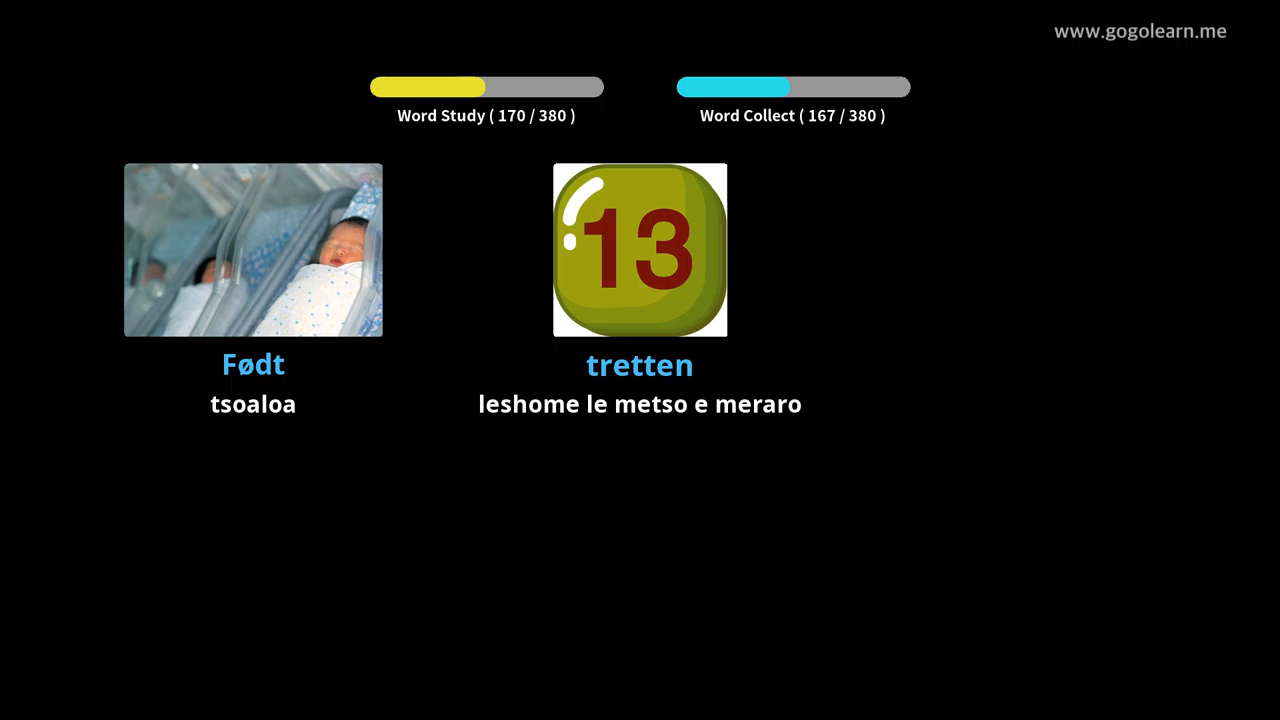 www.gogolearn.me
Word Study ( 170 / 380 )
Word Collect ( 167 / 380 )
13
Født
tretten
tsoaloa
leshome le metso e meraro